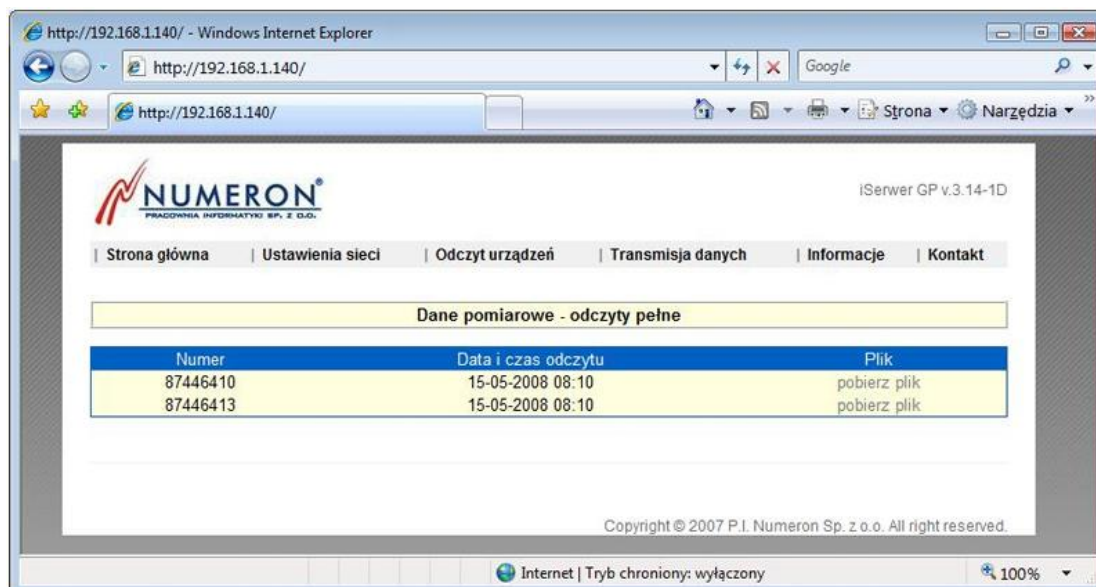 http://192.168.1.140/ - Windows Internet Explorer
http://192.168.1.140/
Google
http://192.168.1.140/
Strona
Narzędzia
NUMERON®
PRACOWNIA INFORMATYKI SP. Z O.O.
iSerwer GP v.3.14-1D
| Strona główna | Ustawienia sieci | Odczyt urządzeń | Transmisja danych | Informacje | Kontakt
Dane pomiarowe - odczyty pełne
Numer Data i czas odczytu Plik
87446410 15-05-2008 08:10 pobierz plik
87446413 15-05-2008 08:10 pobierz plik
Copyright © 2007 P.I. Numeron Sp. z o.o. All right reserved.
Internet | Tryb chroniony: wyłączony
100%